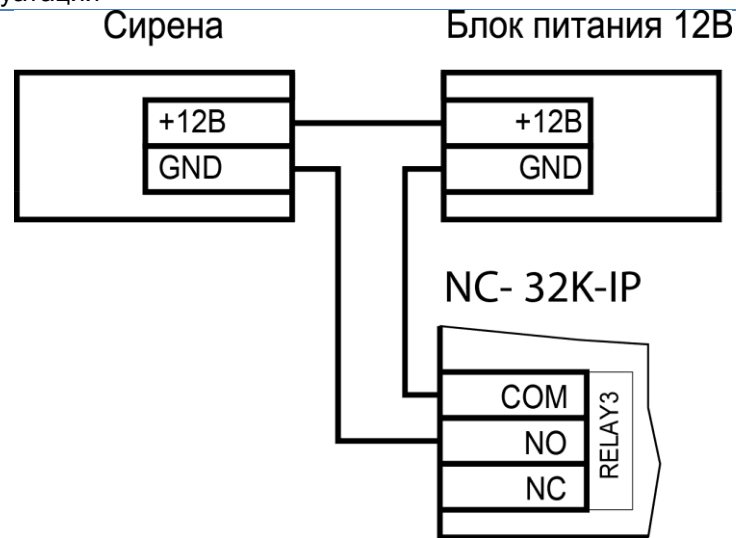 Сирена
Блок питания 12В
+12В
GND
+12В
GND
NC- 32K-IP
COM
NO
NC
RELAY3